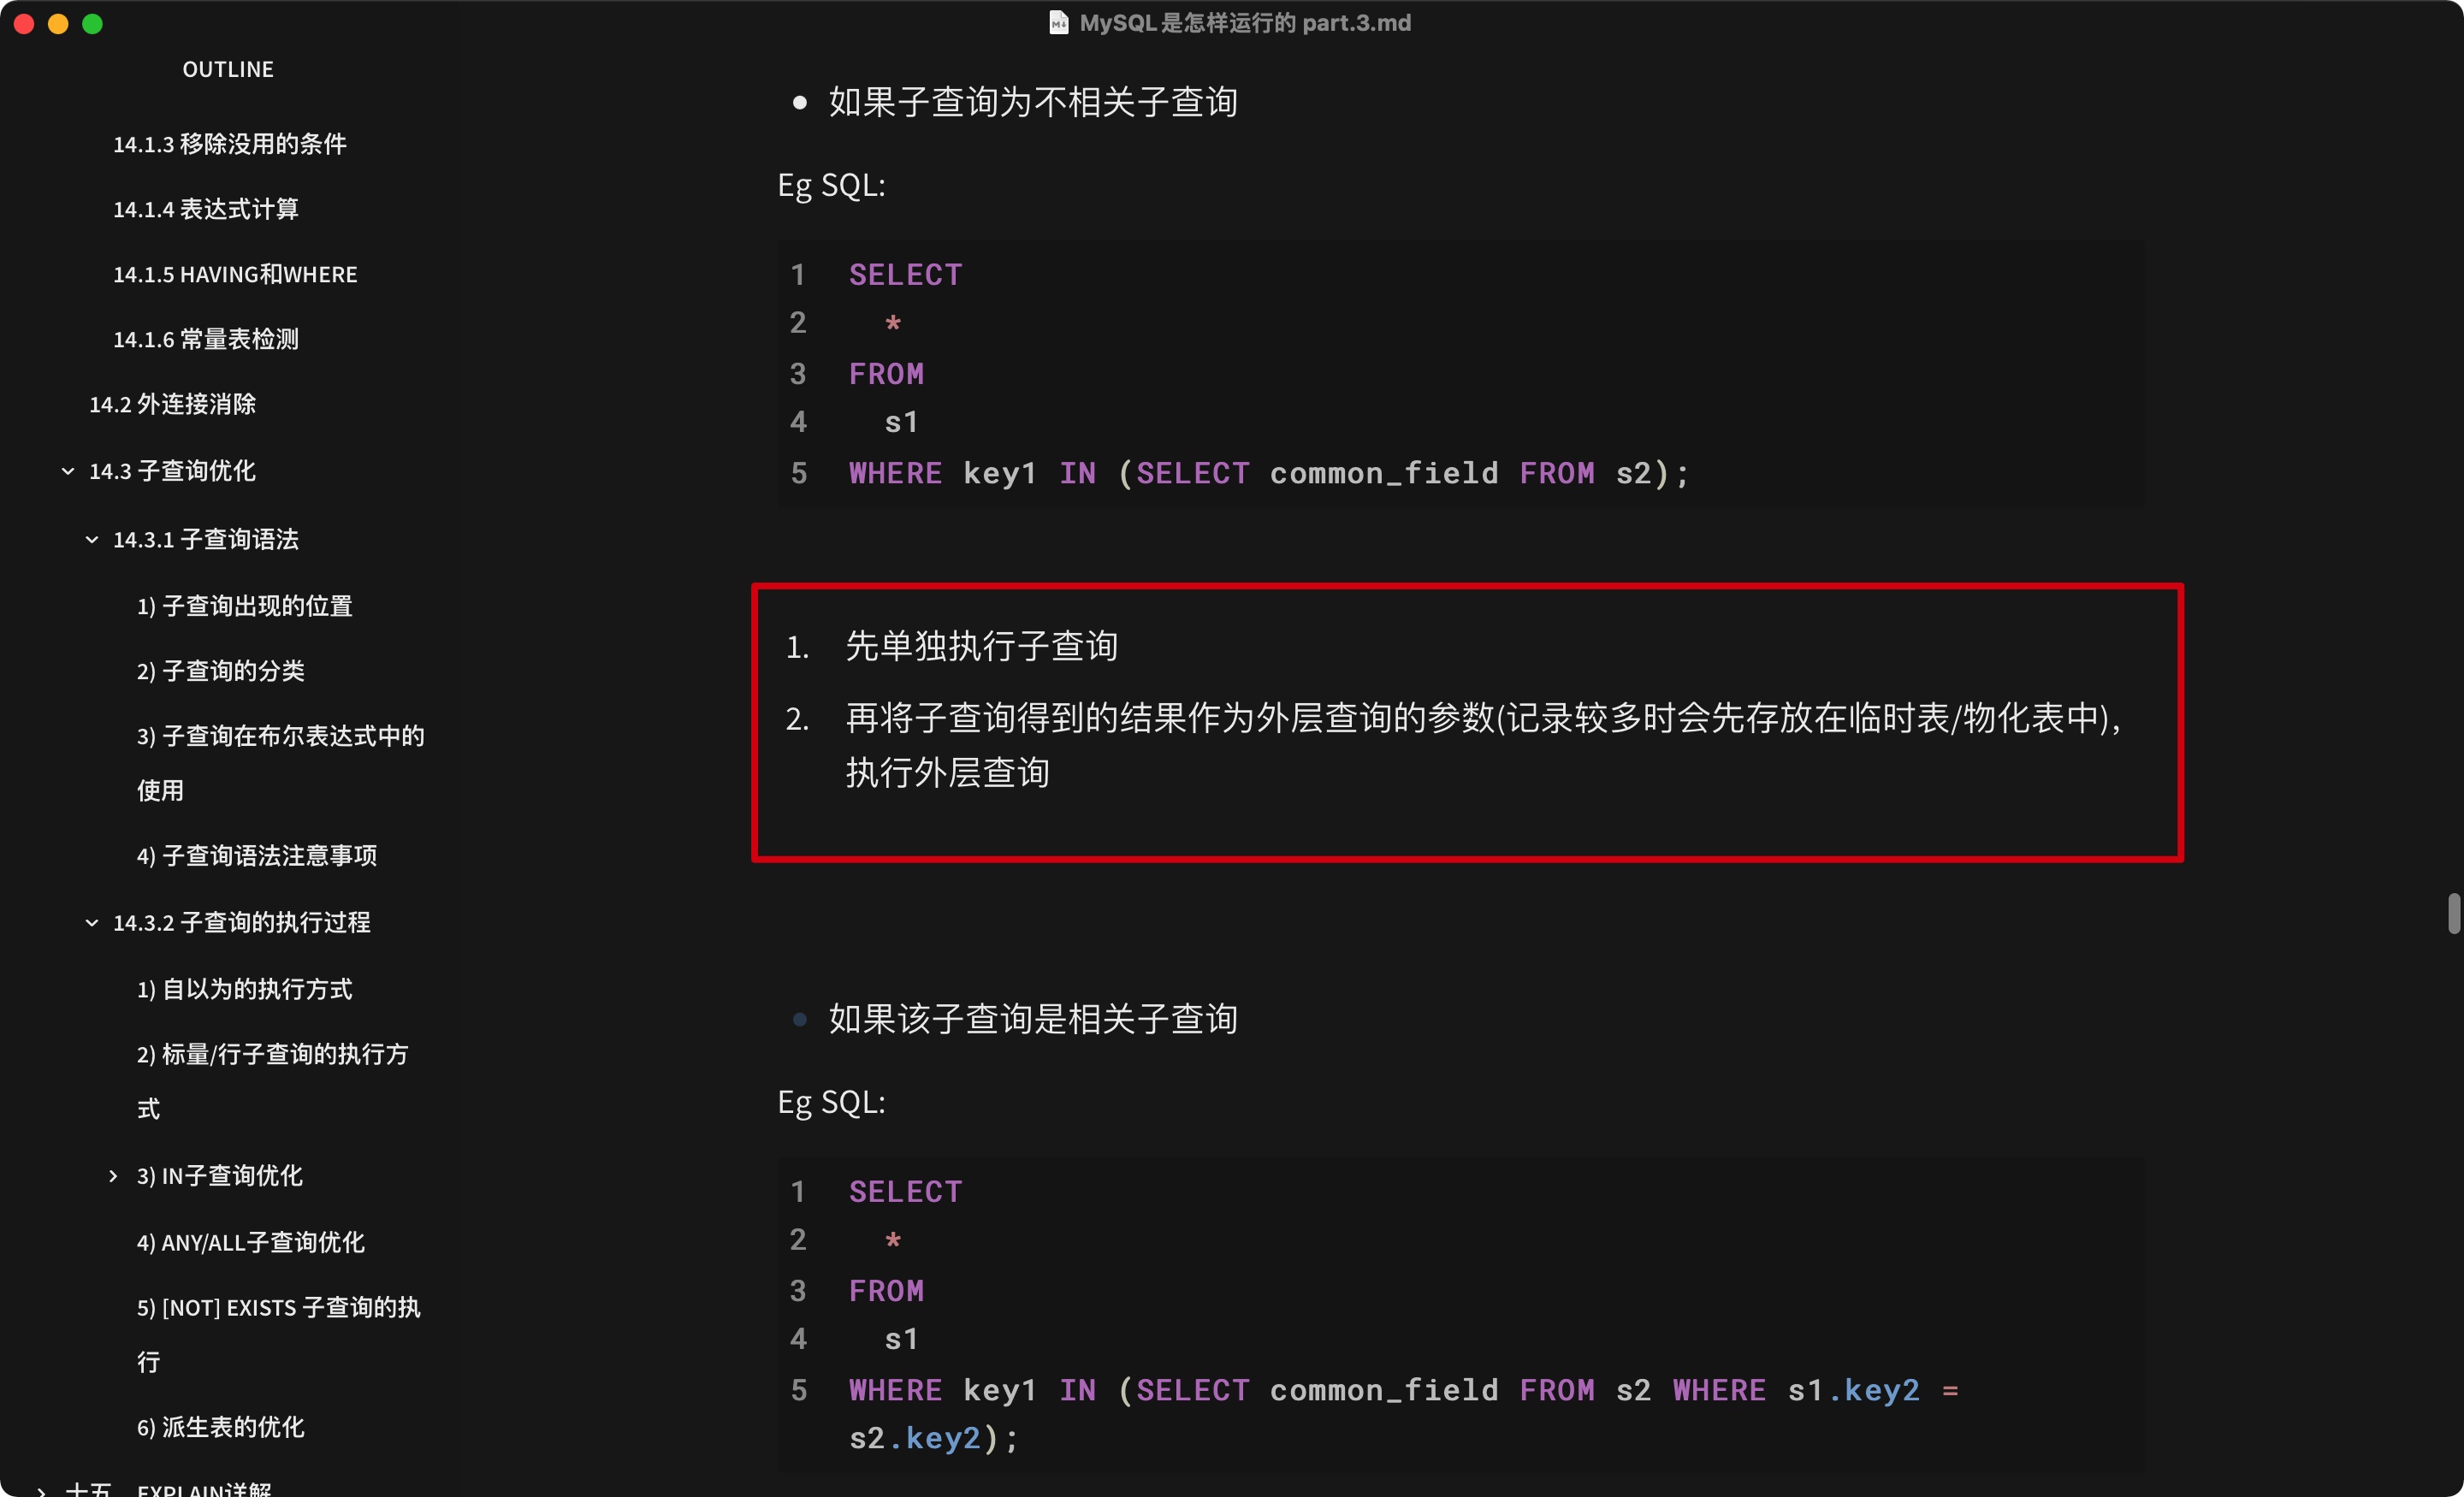 MySQL是怎样运行的 part.3.md
OUTLINE
14.1.3 移除没用的条件
14.1.4 表达式计算
14.1.5 HAVING和WHERE
14.1.6 常量表检测
14.2 外连接消除
14.3 子查询优化
14.3.1 子查询语法
1) 子查询出现的位置
2) 子查询的分类
3) 子查询在布尔表达式中的
使用
4) 子查询语法注意事项
14.3.2 子查询的执行过程
1) 自以为的执行方式
2) 标量/行子查询的执行方
式
3) IN子查询优化
4) ANY/ALL子查询优化
5) [NOT] EXISTS 子查询的执
行
6) 派生表的优化
十五、EXPLAIN详解
如果子查询为不相关子查询
Eg SQL:
1 SELECT
2 *
3 FROM
4 s1
5 WHERE key1 IN (SELECT common_field FROM s2);
1. 先单独执行子查询
2. 再将子查询得到的结果作为外层查询的参数(记录较多时会先存放在临时表/物化表中),
执行外层查询
如果该子查询是相关子查询
Eg SQL:
1 SELECT
2 *
3 FROM
4 s1
5 WHERE key1 IN (SELECT common_field FROM s2 WHERE s1.key2 =
s2.key2);